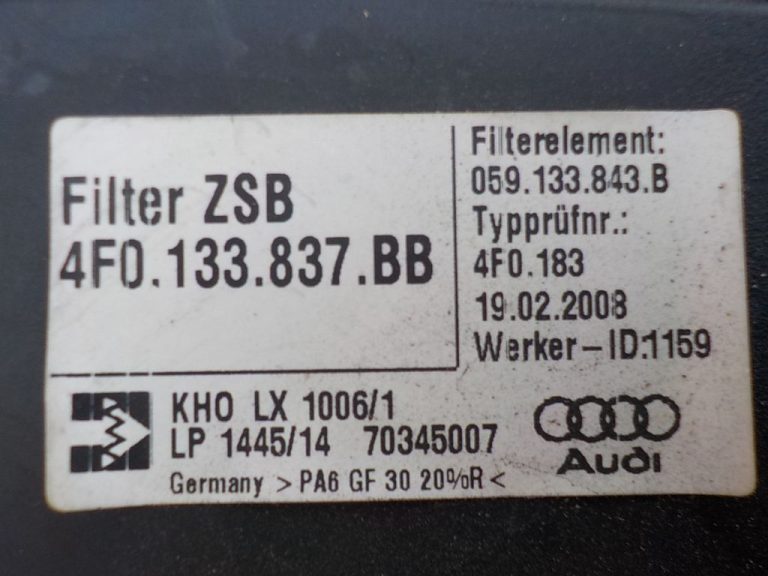 Filter ZSB
4F0.133.837.BB
Filterelement:
059.133.843.B
Typprüfnr.:
4F0.183
19.02.2008
Werker-ID:1159
KHO LX 1006/1
LP 1445/14 70345007
Germany >PA6 GF 30 20%R<
Audi